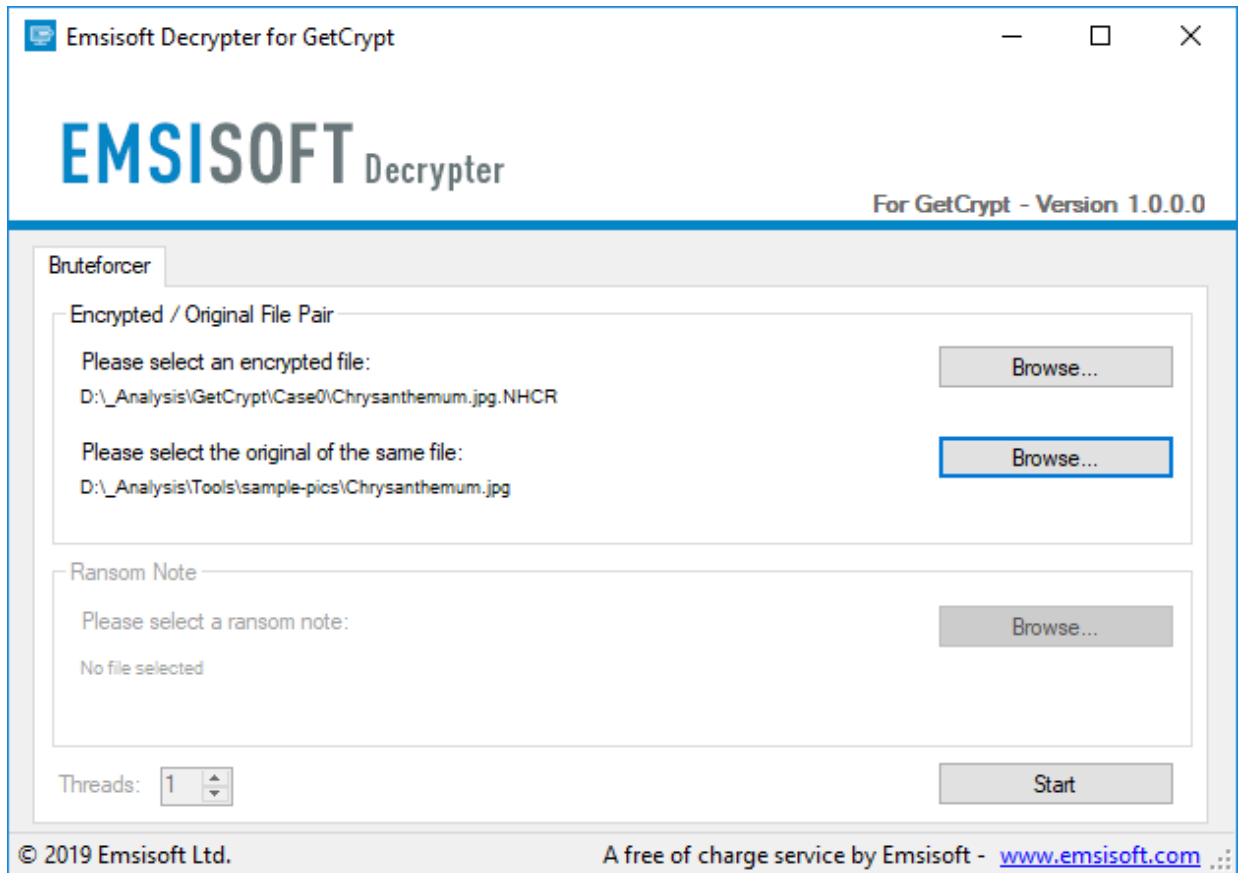 Emsisoft Decrypter for GetCrypt
EMSISOFT Decrypter
For GetCrypt - Version 1.0.0.0
Bruteforcer
Encrypted / Original File Pair
Please select an encrypted file:
Browse...
D:\_Analysis\GetCrypt\Case0\Chrysanthemum.jpg.NHCR
Please select the original of the same file:
Browse...
D:\_Analysis\Tools\sample-pics\Chrysanthemum.jpg
Ransom Note
Please select a ransom note:
Browse...
No file selected
Threads: 1
Start
© 2019 Emsisoft Ltd.
A free of charge service by Emsisoft - www.emsisoft.com